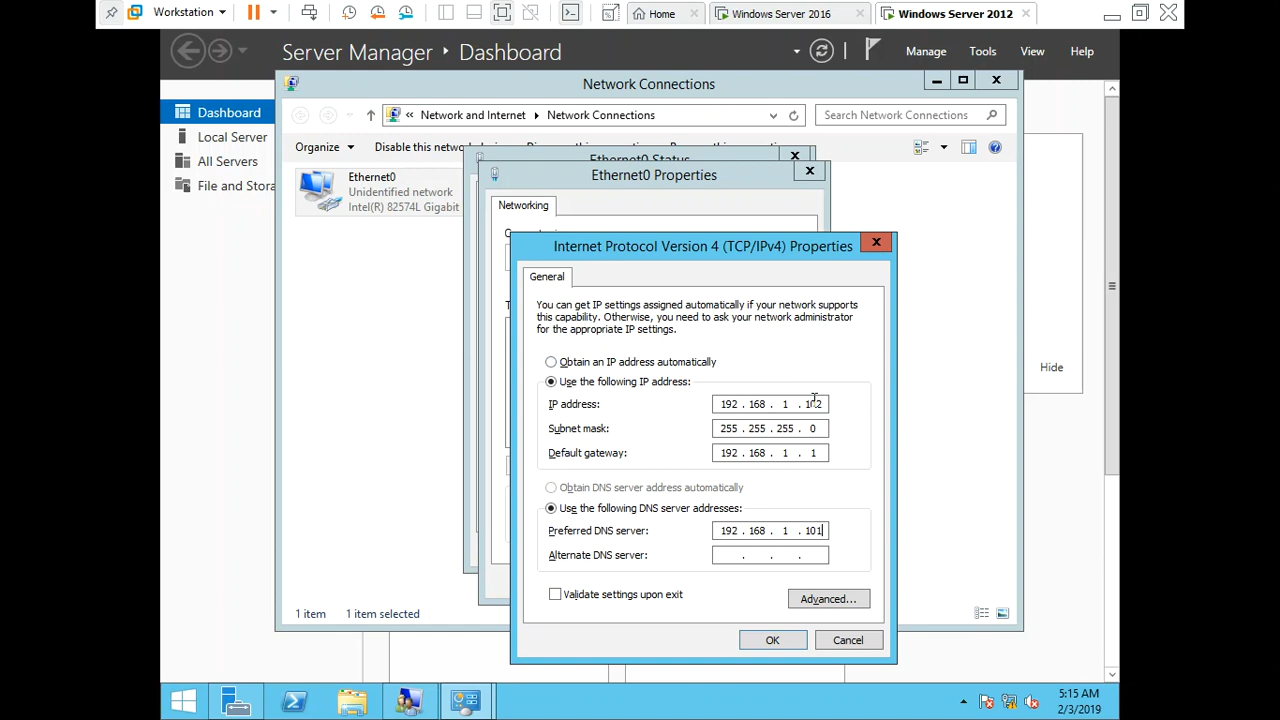 Workstation
Home
Windows Server 2016
Windows Server 2012
Server Manager
Dashboard
Manage
Tools
View
Help
Network Connections
Dashboard
Local Server
All Servers
File and Stora
« Network and Internet
Network Connections
Search Network Connections
Organize
Disable this netw
Ethernet0
Unidentified network
Intel(R) 82574L Gigabit
Ethernet0 Status
Ethernet0 Properties
Networking
Internet Protocol Version 4 (TCP/IPv4) Properties
General
You can get IP settings assigned automatically if your network supports
this capability. Otherwise, you need to ask your network administrator
for the appropriate IP settings.
Obtain an IP address automatically
Use the following IP address:
IP address:
192 . 168 . 1 . 102
Subnet mask:
255 . 255 . 255 . 0
Default gateway:
192 . 168 . 1 . 1
Obtain DNS server address automatically
Use the following DNS server addresses:
Preferred DNS server:
192 . 168 . 1 . 101
Alternate DNS server:
. . .
Validate settings upon exit
Advanced...
OK
Cancel
Hide
1 item
1 item selected
5:15 AM
2/3/2019